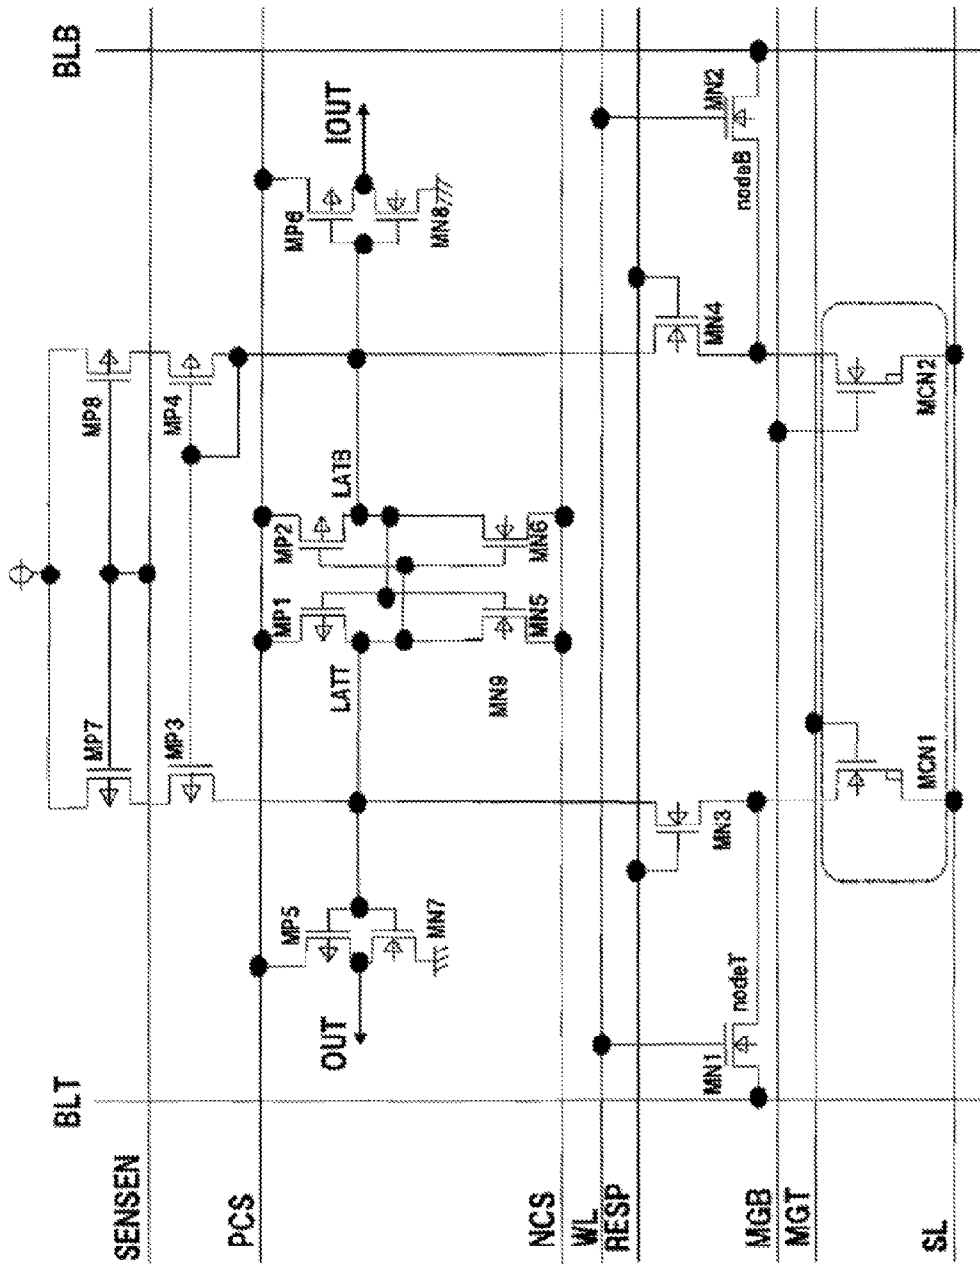 BLT
BLB
SENSEN
MP7
MP8
MP3
MP4
PCS
MP5
MP1
MP2
MP6
OUT
LATT
LATB
IOUT
MN7
MN9
MN5
MN6
MN8
NCS
WL
RESP
MN3
MN4
MN1
nodeT
nodeB
MN2
MGB
MGT
MCN1
MCN2
SL